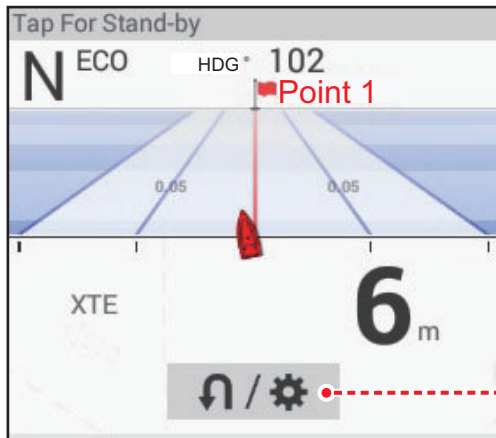 Tap For Stand-by
N ECO HDG° 102
Point 1
0.05 0.05
XTE 6 m
/